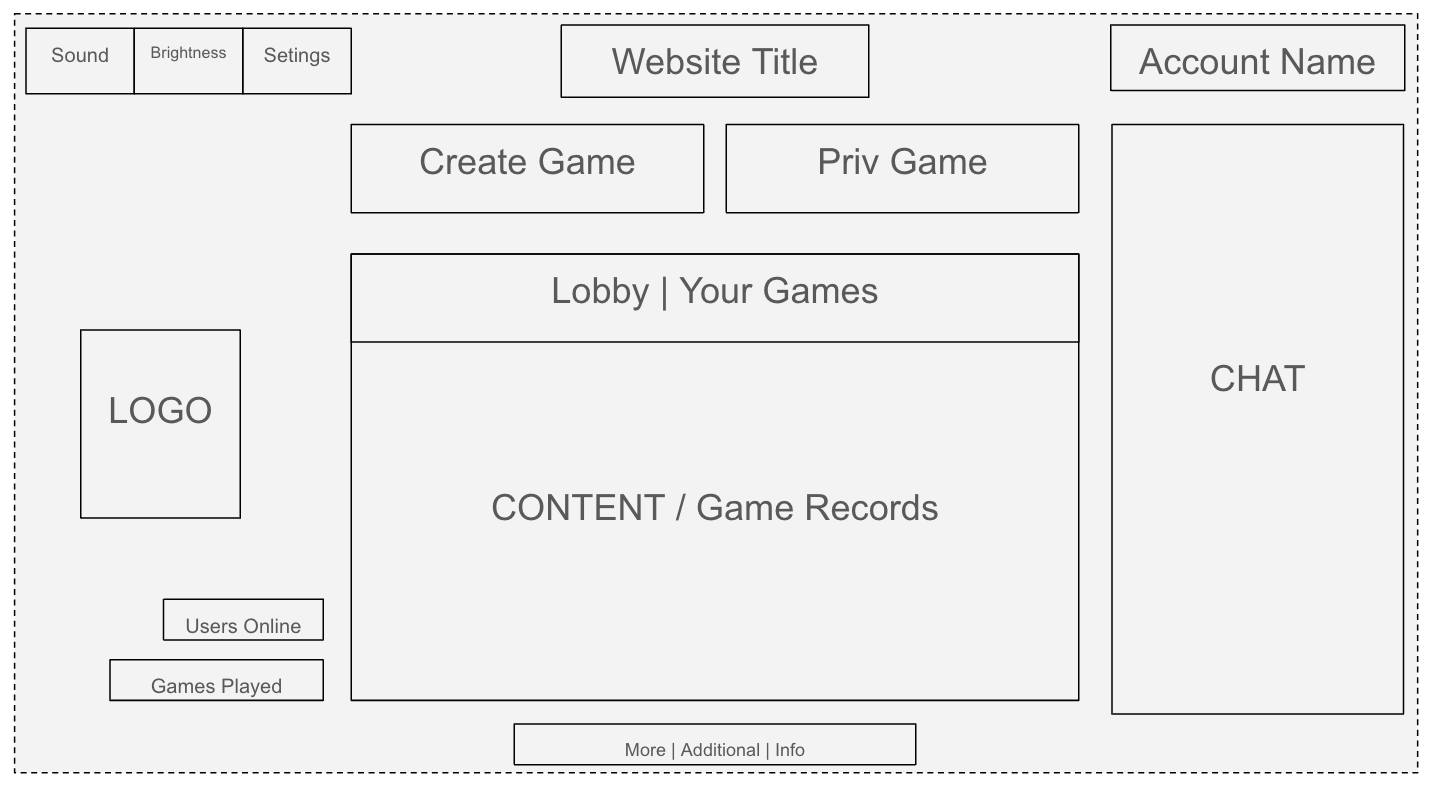 Sound
Brightness
Setings
Website Title
Account Name
Create Game
Priv Game
Lobby | Your Games
CHAT
LOGO
CONTENT / Game Records
Users Online
Games Played
More | Additional | Info